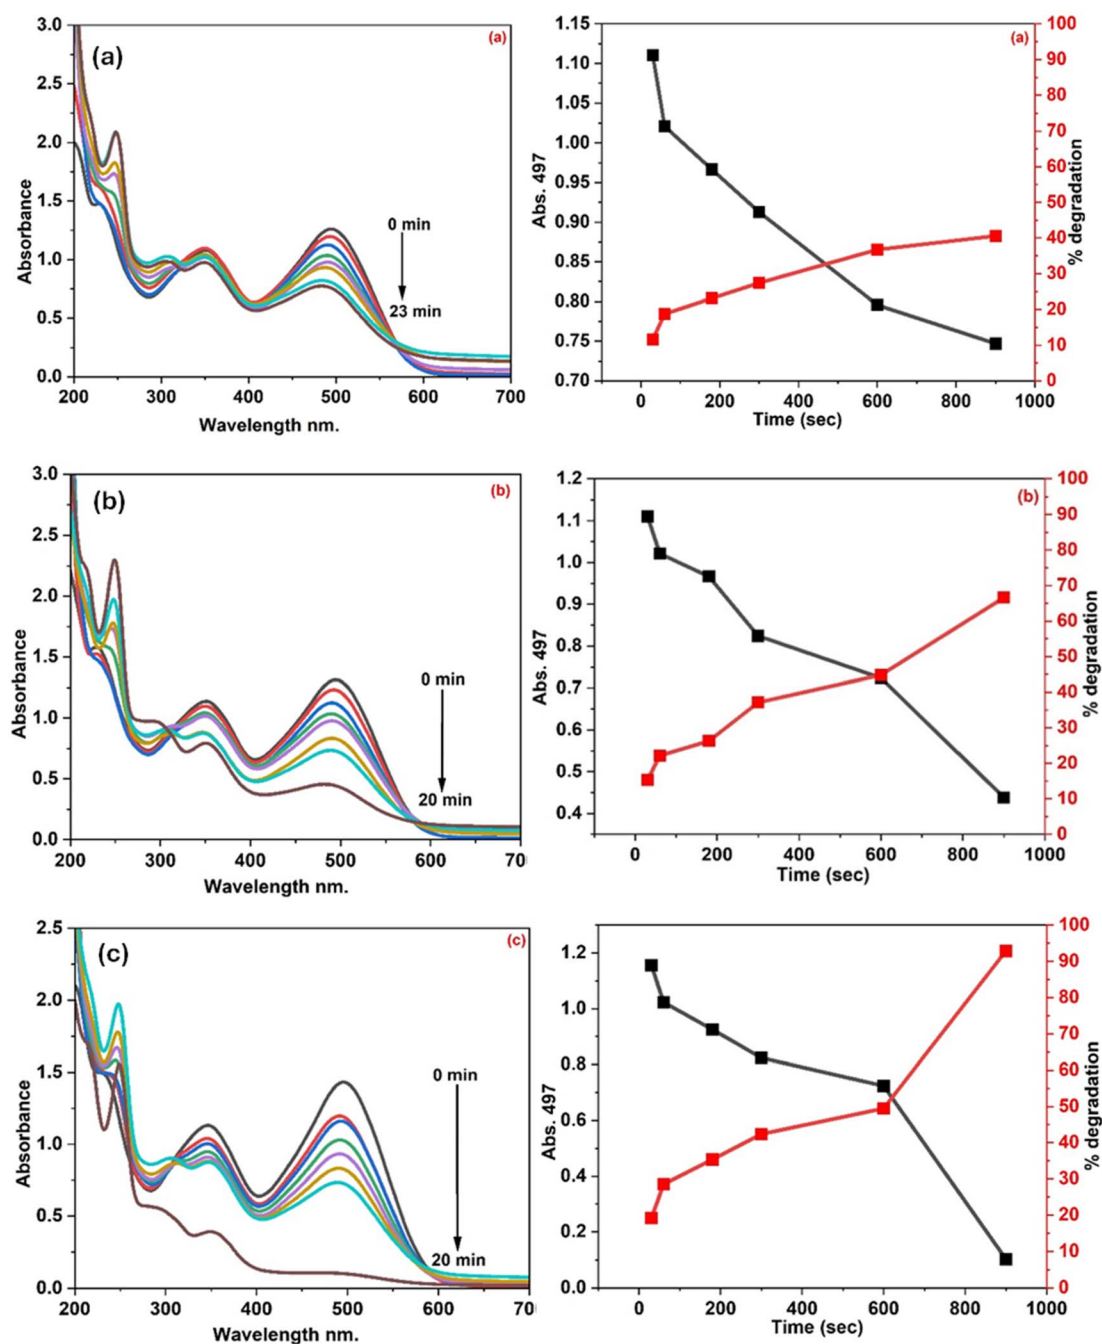 (a)
(a)
3.0
2.5
2.0
1.5
1.0
0.5
0.0
Absorbance
0 min
23 min
200 300 400 500 600 700
Wavelength nm.
(a)
1.15
1.10
1.05
1.00
0.95
0.90
0.85
0.80
0.75
0.70
Abs. 497
100
90
80
70
60
50
40
30
20
10
0
% degradation
0 200 400 600 800 1000
Time (sec)
(b)
(b)
3.0
2.5
2.0
1.5
1.0
0.5
0.0
Absorbance
0 min
20 min
200 300 400 500 600 70
Wavelength nm.
(b)
1.2
1.1
1.0
0.9
0.8
0.7
0.6
0.5
0.4
Abs. 497
100
90
80
70
60
50
40
30
20
10
0
% degradation
0 200 400 600 800 1000
Time (sec)
(c)
(c)
2.5
2.0
1.5
1.0
0.5
0.0
Absorbance
0 min
20 min
200 300 400 500 600 70
Wavelength nm.
(c)
1.2
1.0
0.8
0.6
0.4
0.2
0.0
Abs. 497
100
90
80
70
60
50
40
30
20
10
0
% degradation
0 200 400 600 800 1000
Time (sec)